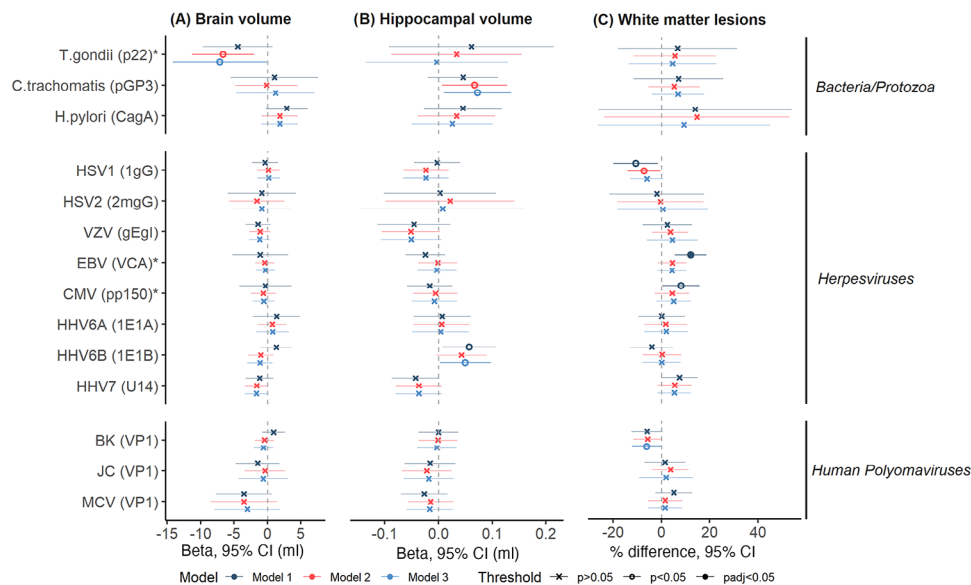 (A) Brain volume
(B) Hippocampal volume
(C) White matter lesions
T.gondii (p22)*
C.trachomatis (pGP3)
H.pylori (CagA)
Bacteria/Protozoa
HSV1 (1gG)
HSV2 (2mgG)
VZV (gEgI)
EBV (VCA)*
CMV (pp150)*
HHV6A (1E1A)
HHV6B (1E1B)
HHV7 (U14)
Herpesviruses
BK (VP1)
JC (VP1)
MCV (VP1)
Human Polyomaviruses
-15 -10 -5 0 5
-0.1 0.0 0.1 0.2
-20 0 20 40
Beta, 95% CI (ml)
Beta, 95% CI (ml)
% difference, 95% CI
Model Model 1 Model 2 Model 3 Threshold p>0.05 p<0.05 padj<0.05